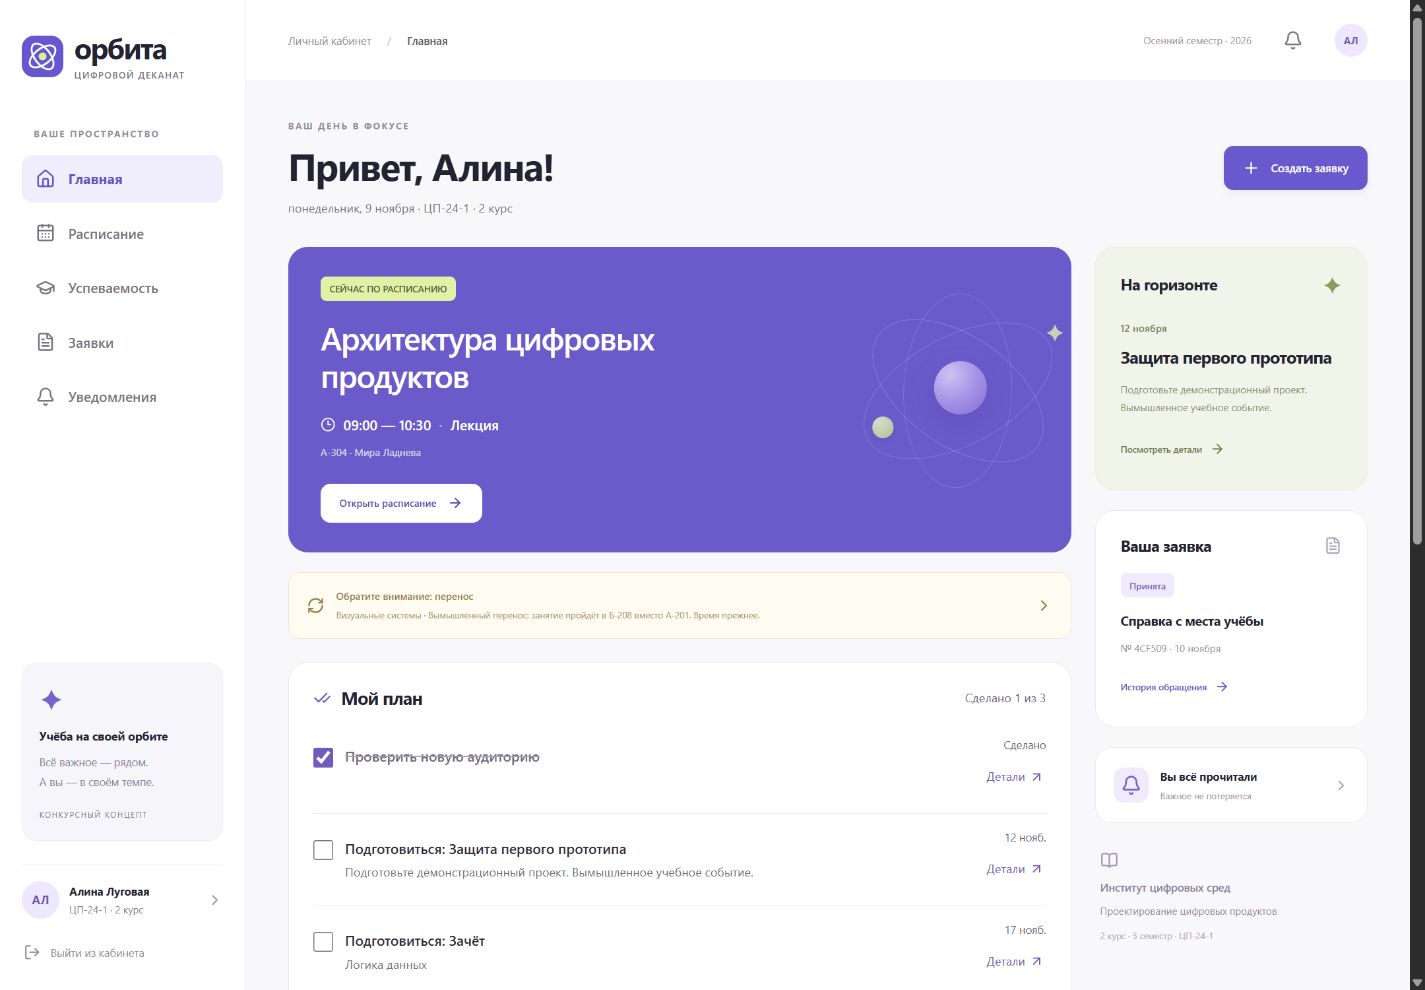 орбита
ЦИФРОВОЙ ДЕКАНАТ
ВАШЕ ПРОСТРАНСТВО
Главная
Расписание
Успеваемость
Заявки
Уведомления
Учёба на своей орбите
Всё важное — рядом.
А вы — в своём темпе.
КОНКУРСНЫЙ КОНЦЕПТ
АЛ
Алина Луговая
ЦП-24-1 · 2 курс
Выйти из кабинета
Личный кабинет / Главная
Осенний семестр · 2026
АЛ
ВАШ ДЕНЬ В ФОКУСЕ
Привет, Алина!
понедельник, 9 ноября · ЦП-24-1 · 2 курс
Создать заявку
СЕЙЧАС ПО РАСПИСАНИЮ
Архитектура цифровых
продуктов
09:00 — 10:30 · Лекция
А-304 · Мира Ладнева
Открыть расписание
Обратите внимание: перенос
Визуальные системы · Вымышленный перенос: занятие пройдёт в Б-208 вместо А-201. Время прежнее.
Мой план
Сделано 1 из 3
Проверить новую аудиторию
Сделано
Детали
Подготовиться: Защита первого прототипа
Подготовьте демонстрационный проект. Вымышленное учебное событие.
12 нояб.
Детали
Подготовиться: Зачёт
Логика данных
17 нояб.
Детали
На горизонте
12 ноября
Защита первого прототипа
Подготовьте демонстрационный проект.
Вымышленное учебное событие.
Посмотреть детали
Ваша заявка
Принята
Справка с места учёбы
№ 4CF509 · 10 ноября
История обращения
Вы всё прочитали
Важное не потеряется
Институт цифровых сред
Проектирование цифровых продуктов
2 курс · 3 семестр · ЦП-24-1